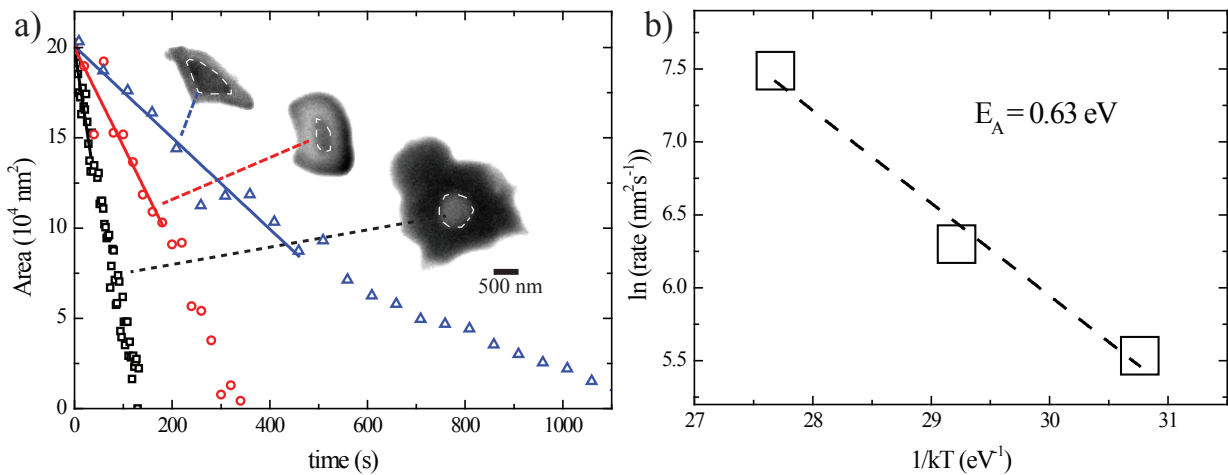 a)
Area (10⁴ nm²)
20
15
10
5
0
0
200
400
600
800
1000
time (s)
500 nm
b)
ln (rate (nm²s⁻¹))
7.5
7.0
6.5
6.0
5.5
27
28
29
30
31
1/kT (eV⁻¹)
E_A = 0.63 eV